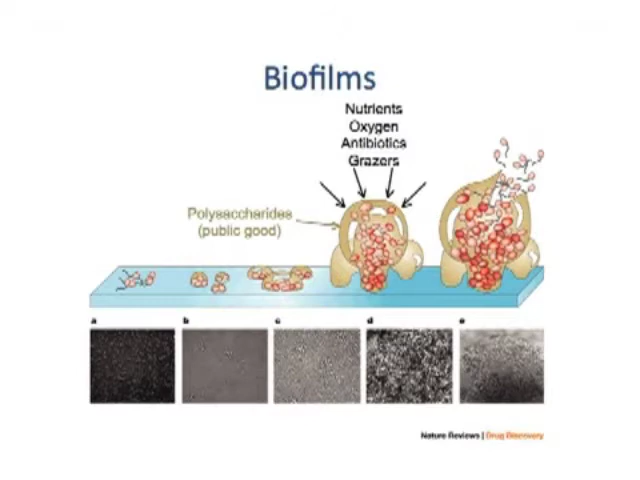 Biofilms
Nutrients
Oxygen
Antibiotics
Grazers
Polysaccharides
(public good)
a b c d e
Nature Reviews | Drug Discovery